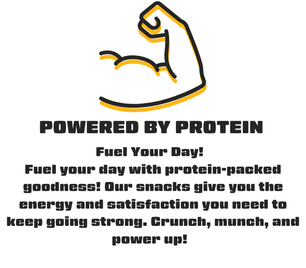 POWERED BY PROTEIN
Fuel Your Day!
Fuel your day with protein-packed
goodness! Our snacks give you the
energy and satisfaction you need to
keep going strong. Crunch, munch, and
power up!